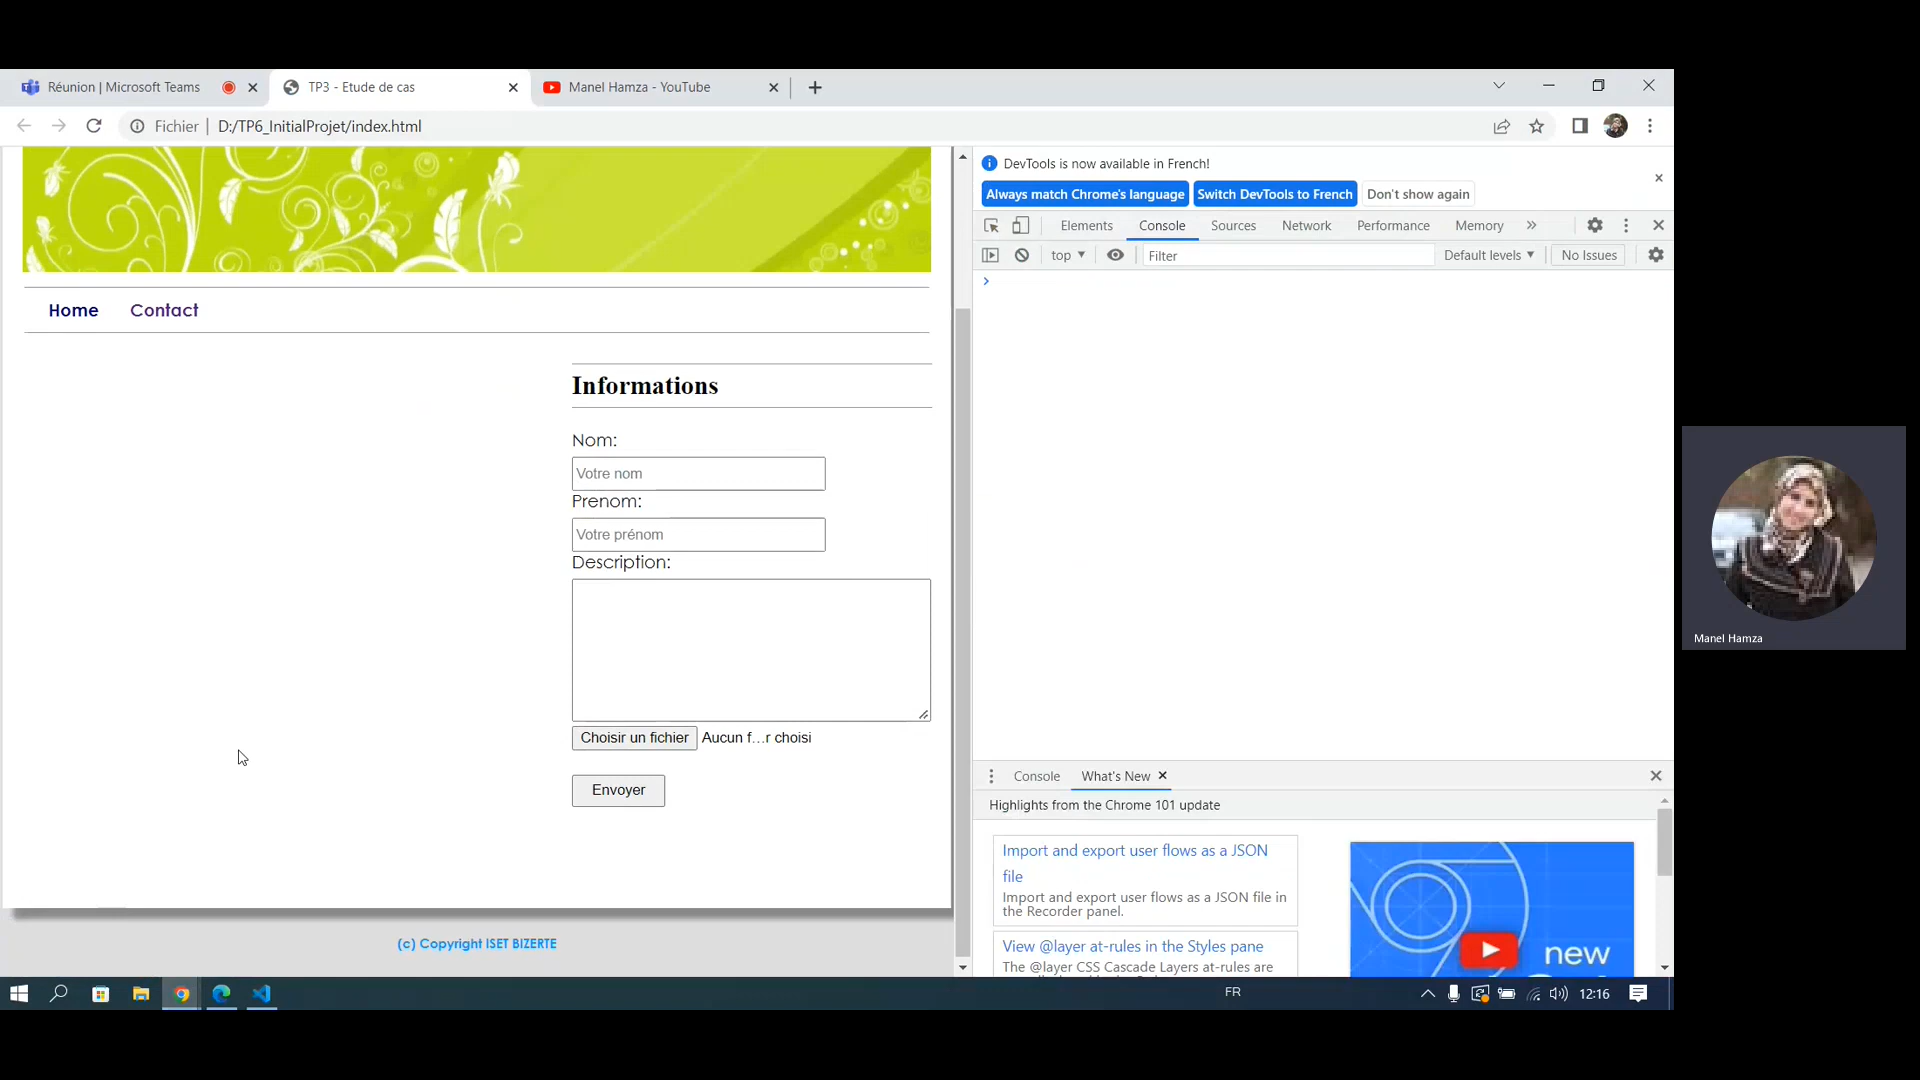 Réunion | Microsoft Teams
TP3 - Etude de cas
Manel Hamza - YouTube
Fichier
D:/TP6_InitialProjet/index.html
Home
Contact
Informations
Nom:
Votre nom
Prenom:
Votre prénom
Description:
Choisir un fichier Aucun f...r choisi
Envoyer
(c) Copyright ISET BIZERTE
DevTools is now available in French!
Always match Chrome's language
Switch DevTools to French
Don't show again
Elements
Console
Sources
Network
Performance
Memory
top
Filter
Default levels
No Issues
Console
What's New
Highlights from the Chrome 101 update
Import and export user flows as a JSON
file
Import and export user flows as a JSON file in
the Recorder panel.
View @layer at-rules in the Styles pane
The @layer CSS Cascade Layers at-rules are
new
FR
12:16
Manel Hamza